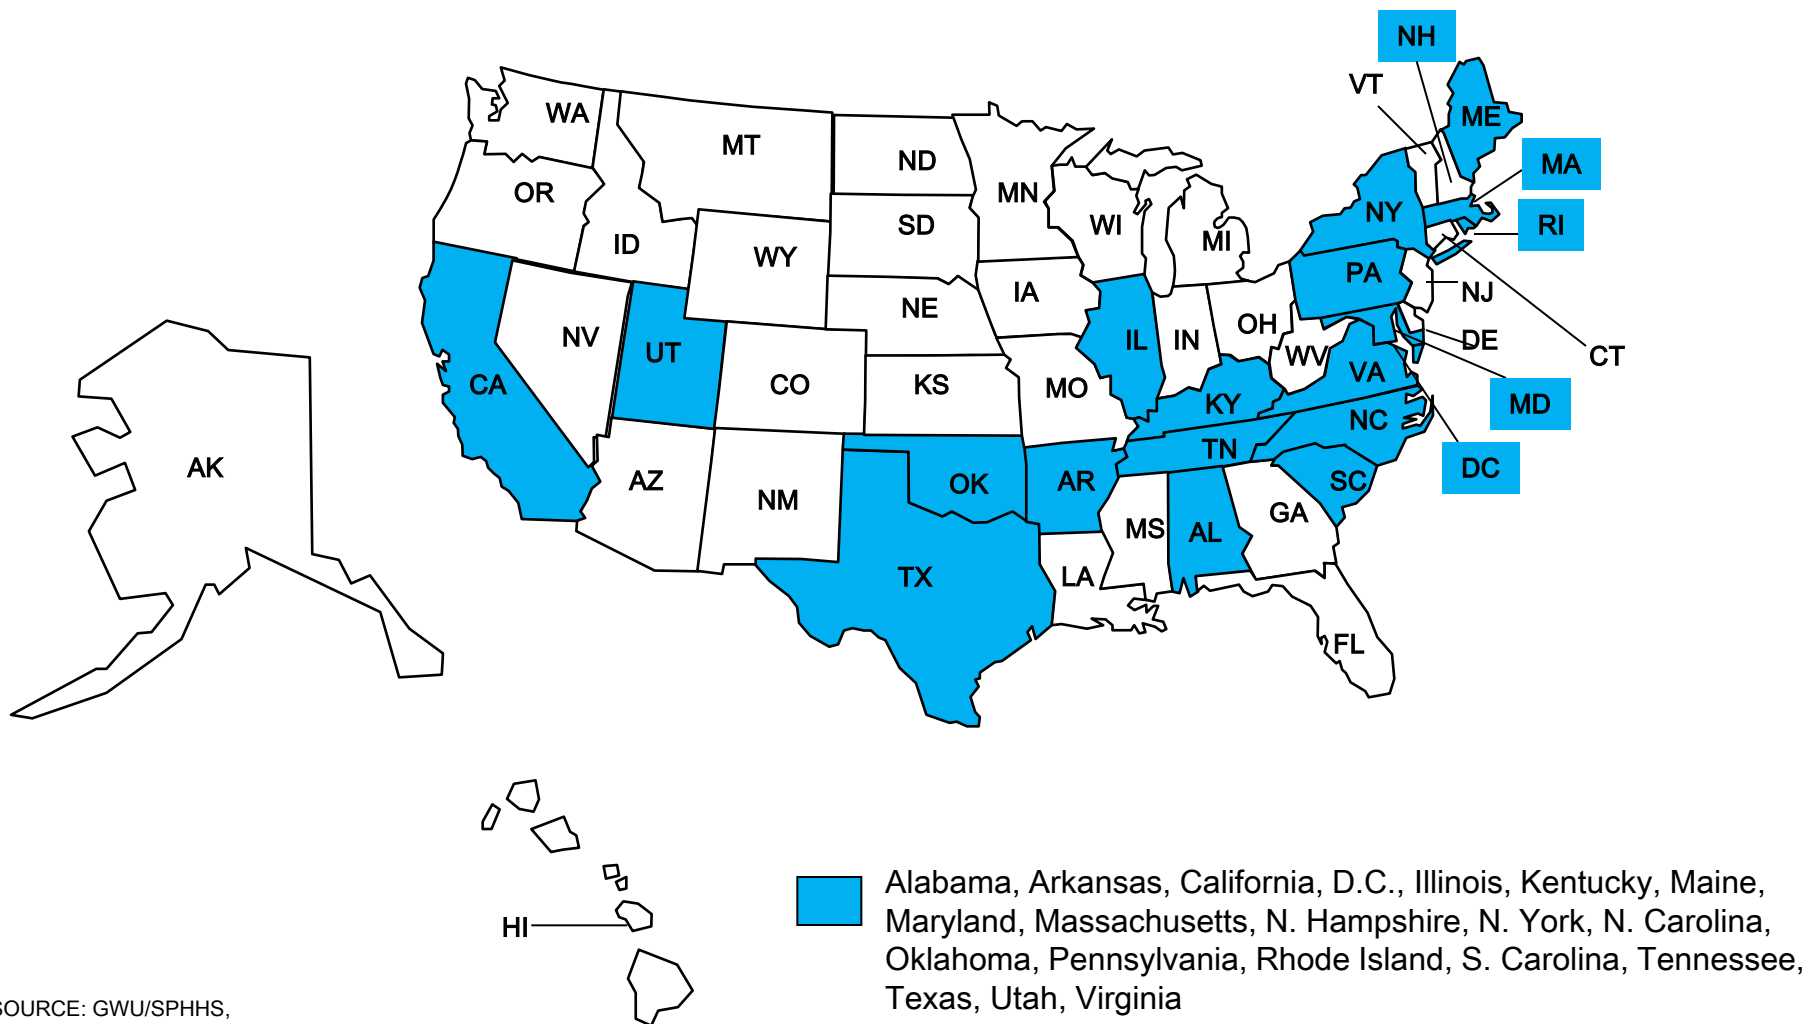 NH
VT
ME
WA
MT
ND
MA
OR
MN
SD
NY
WI
RI
ID
MI
WY
PA
NJ
IA
NE
OH
DE
NV
UT
IL
IN
WV
CT
CA
CO
KS
MO
VA
KY
MD
NC
TN
DC
AK
AZ
OK
AR
SC
NM
MS
AL
GA
TX
LA
FL
HI
Alabama, Arkansas, California, D.C., Illinois, Kentucky, Maine,
Maryland, Massachusetts, N. Hampshire, N. York, N. Carolina,
Oklahoma, Pennsylvania, Rhode Island, S. Carolina, Tennessee,
Texas, Utah, Virginia
SOURCE: GWU/SPHHS,